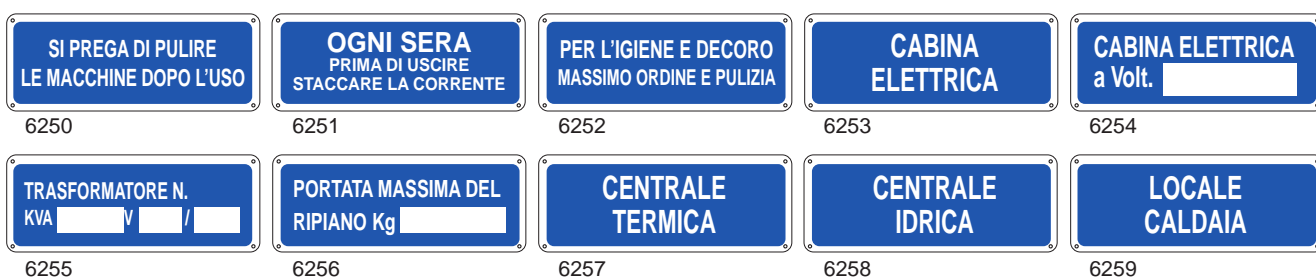 SI PREGA DI PULIRE
LE MACCHINE DOPO L'USO
6250
OGNI SERA
PRIMA DI USCIRE
STACCARE LA CORRENTE
6251
PER L'IGIENE E DECORO
MASSIMO ORDINE E PULIZIA
6252
CABINA
ELETTRICA
6253
CABINA ELETTRICA
a Volt.
6254
TRASFORMATORE N.
KVA V /
6255
PORTATA MASSIMA DEL
RIPIANO Kg
6256
CENTRALE
TERMICA
6257
CENTRALE
IDRICA
6258
LOCALE
CALDAIA
6259